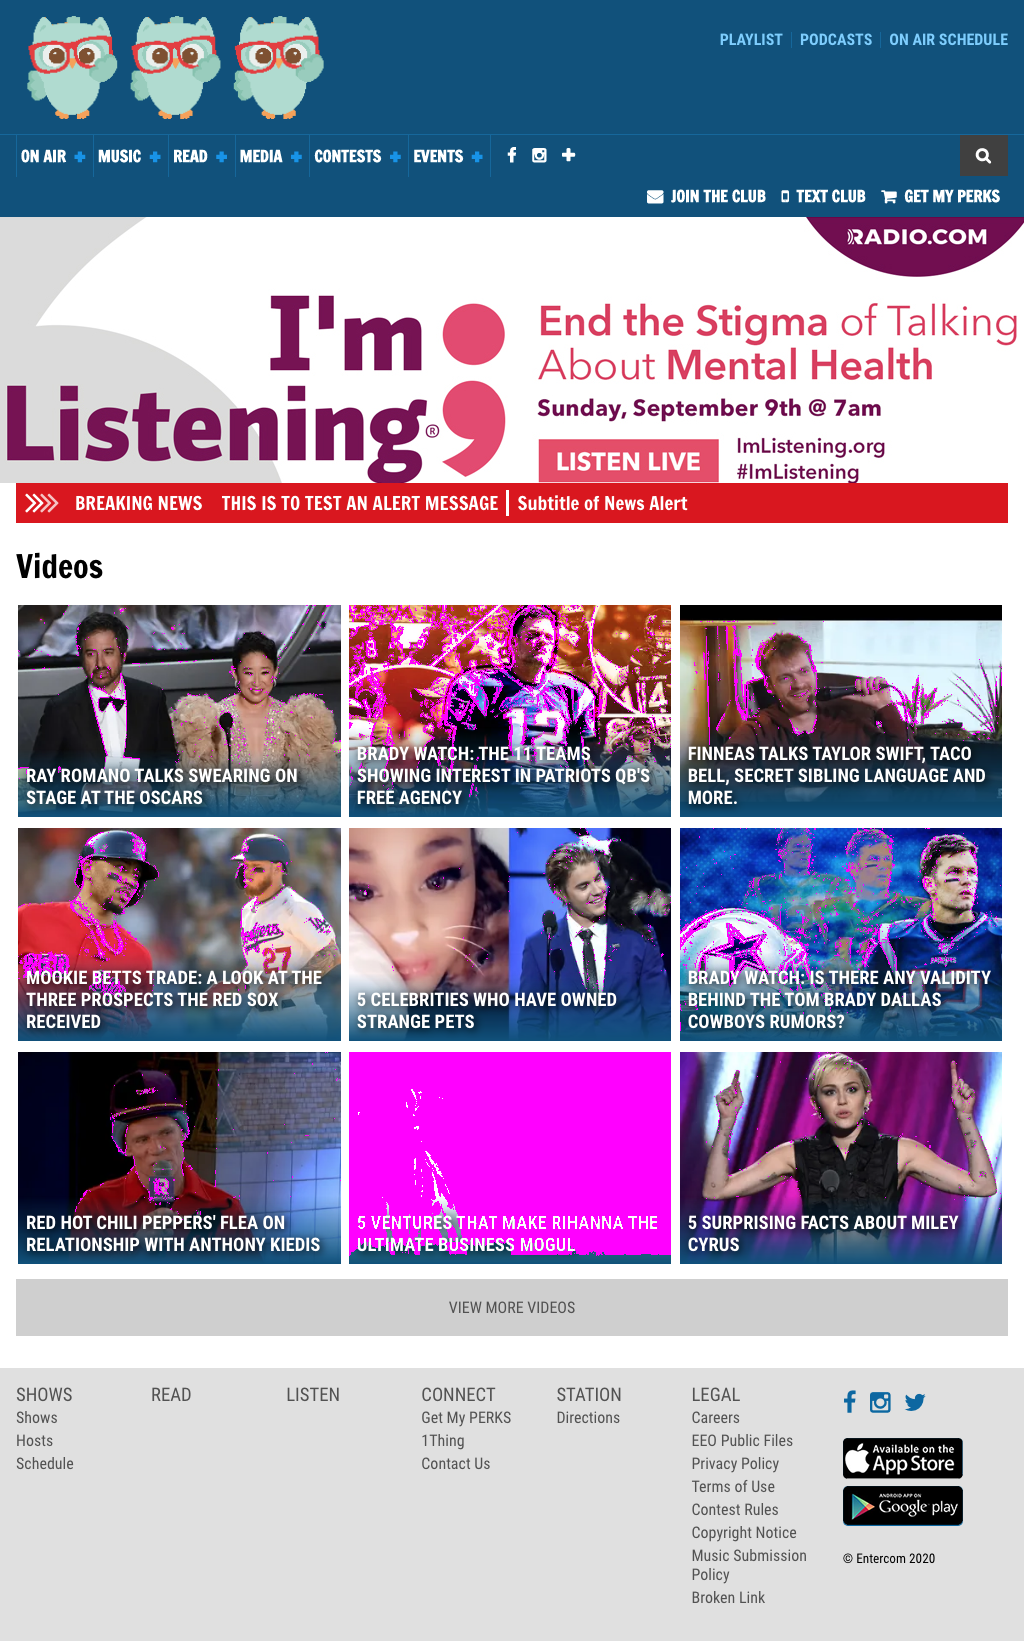 PLAYLIST PODCASTS ON AIR SCHEDULE
ON AIR MUSIC READ MEDIA CONTESTS EVENTS
JOIN THE CLUB TEXT CLUB GET MY PERKS
RADIO.COM
I'm
Listening®
End the Stigma of Talking
About Mental Health
Sunday, September 9th @ 7am
LISTEN LIVE
ImListening.org
#ImListening
BREAKING NEWS THIS IS TO TEST AN ALERT MESSAGE Subtitle of News Alert
Videos
RAY ROMANO TALKS SWEARING ON
STAGE AT THE OSCARS
12
BRADY WATCH: THE 11 TEAMS
SHOWING INTEREST IN PATRIOTS QB'S
FREE AGENCY
FINNEAS TALKS TAYLOR SWIFT, TACO
BELL, SECRET SIBLING LANGUAGE AND
MORE.
27
MOOKIE BETTS TRADE: A LOOK AT THE
THREE PROSPECTS THE RED SOX
RECEIVED
5 CELEBRITIES WHO HAVE OWNED
STRANGE PETS
PATRIOTS
BRADY WATCH: IS THERE ANY VALIDITY
BEHIND THE TOM BRADY DALLAS
COWBOYS RUMORS?
RED HOT CHILI PEPPERS' FLEA ON
RELATIONSHIP WITH ANTHONY KIEDIS
5 VENTURES THAT MAKE RIHANNA THE
ULTIMATE BUSINESS MOGUL
5 SURPRISING FACTS ABOUT MILEY
CYRUS
VIEW MORE VIDEOS
SHOWS
Shows
Hosts
Schedule
READ
LISTEN
CONNECT
Get My PERKS
1Thing
Contact Us
STATION
Directions
LEGAL
Careers
EEO Public Files
Privacy Policy
Terms of Use
Contest Rules
Copyright Notice
Music Submission
Policy
Broken Link
Available on the
App Store
ANDROID APP ON
Google play
© Entercom 2020